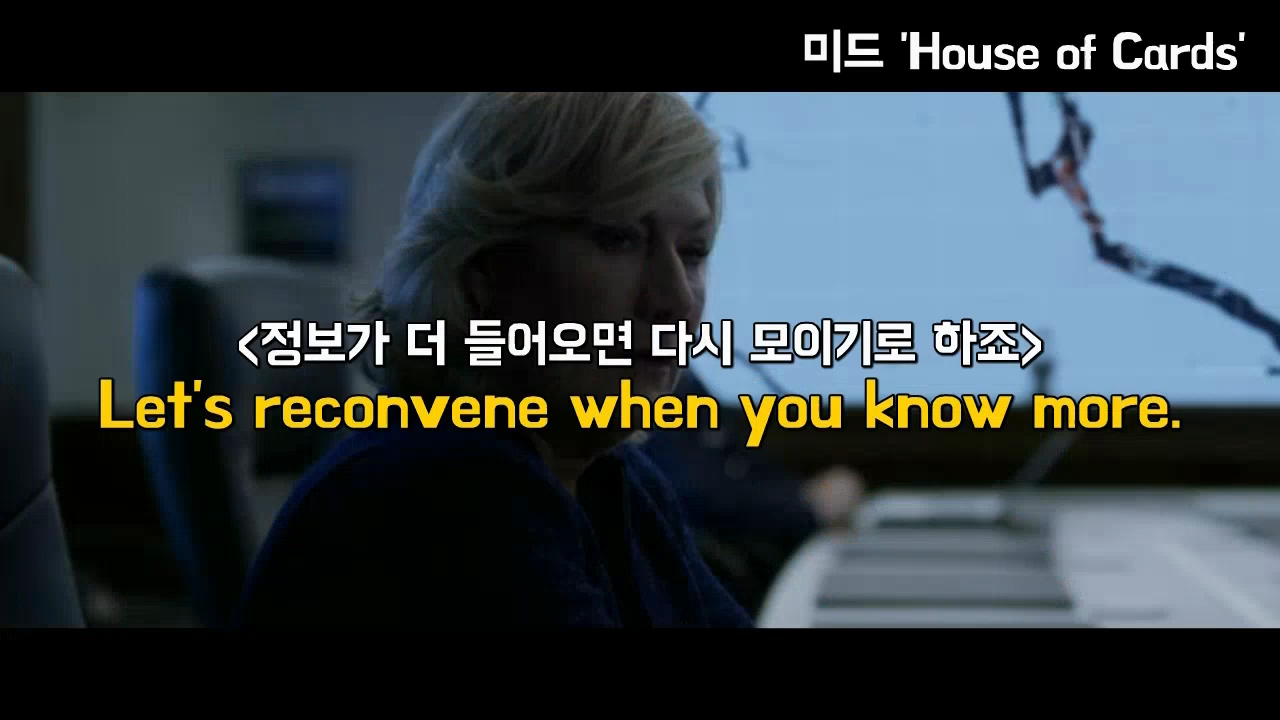 미드 'House of Cards'
<정보가 더 들어오면 다시 모이기로 하죠>
Let's reconvene when you know more.